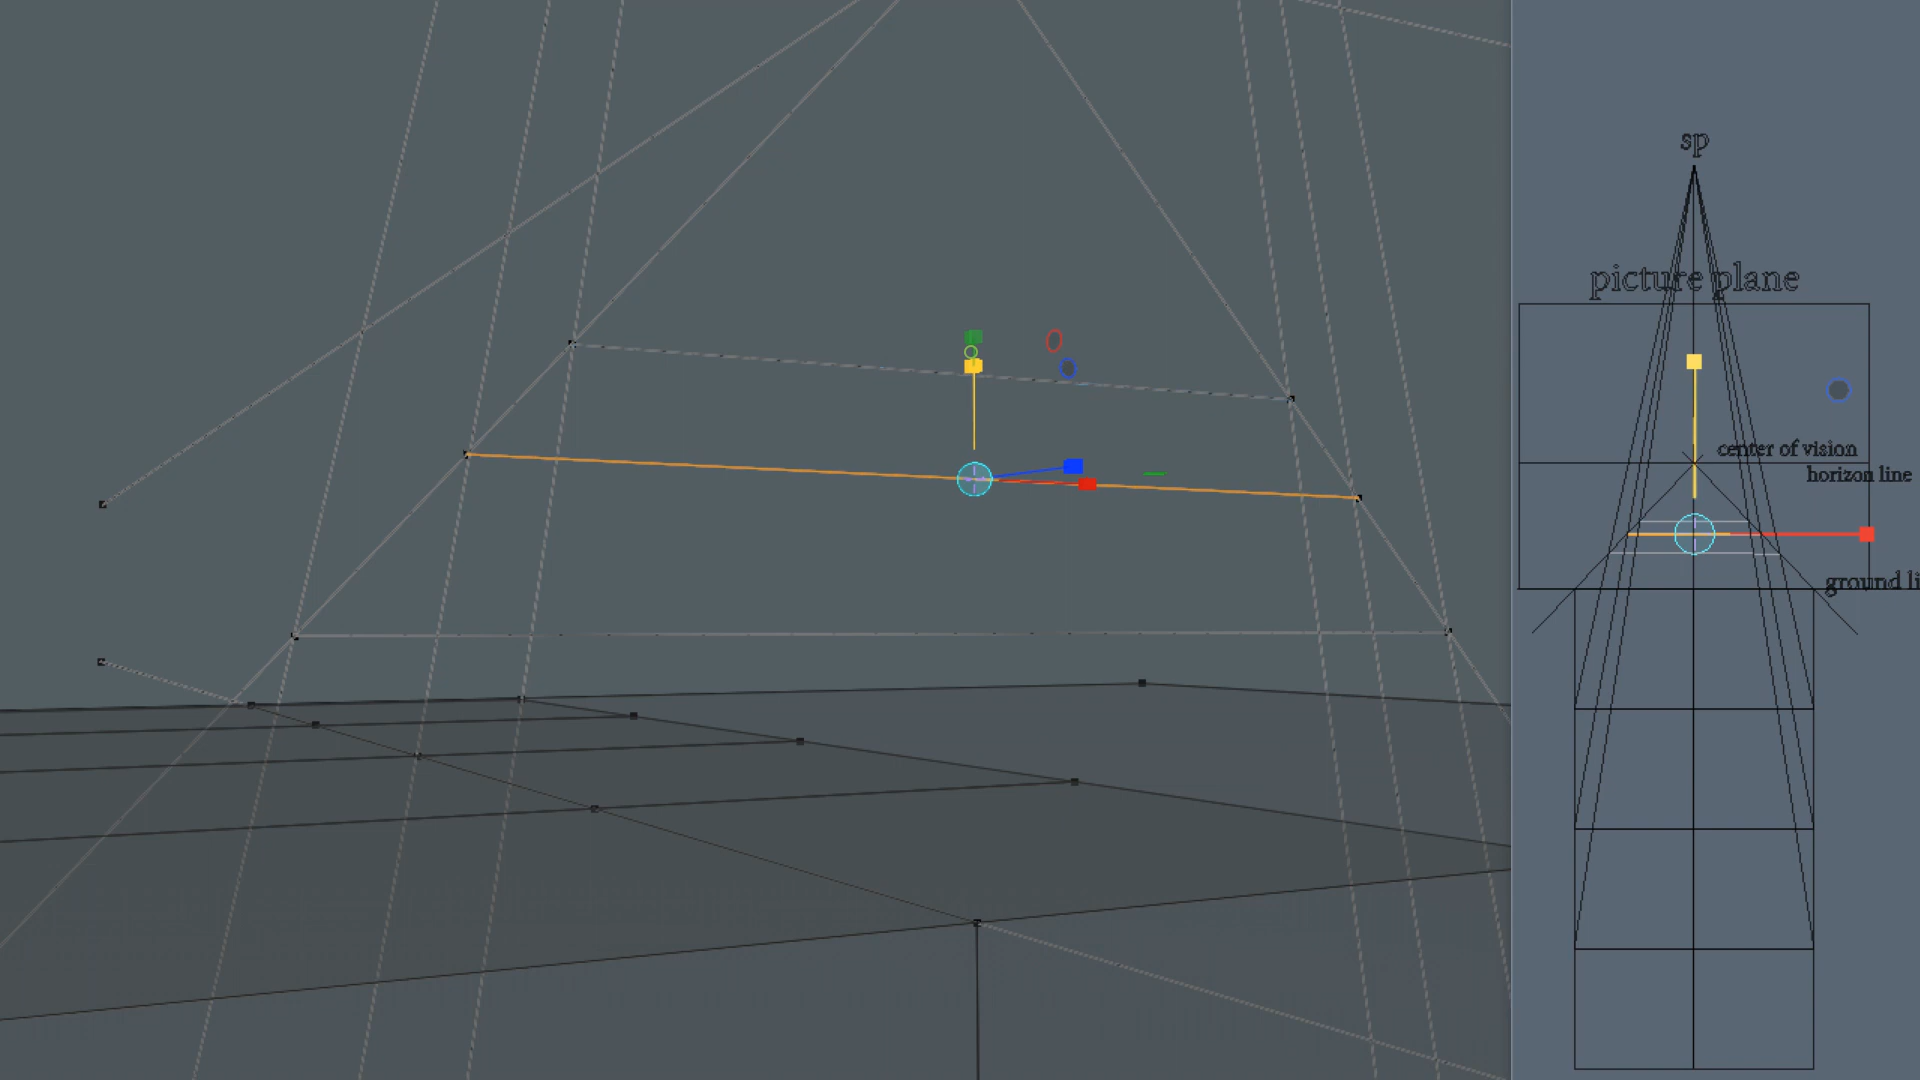 sp
picture plane
center of vision
horizon line
ground li